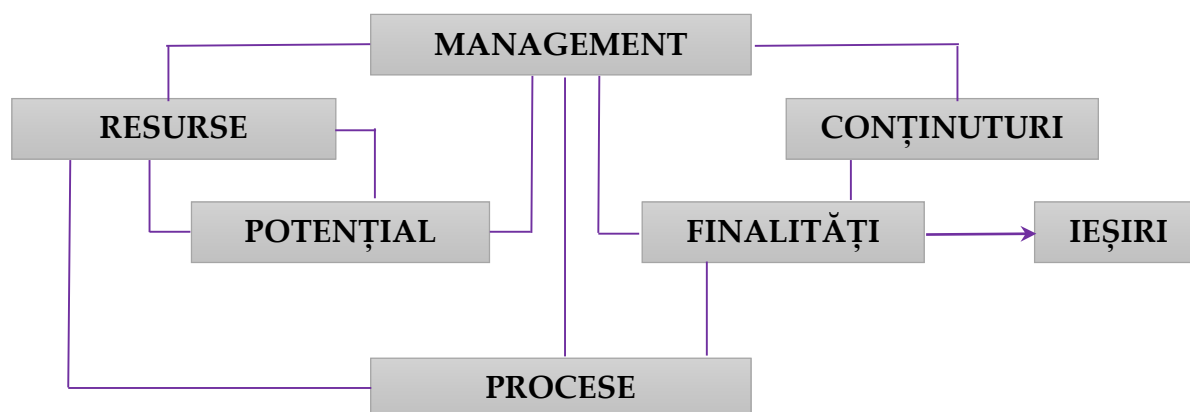 MANAGEMENT
RESURSE
CONȚINUTURI
POTENȚIAL
FINALITĂȚI
IEȘIRI
PROCESE